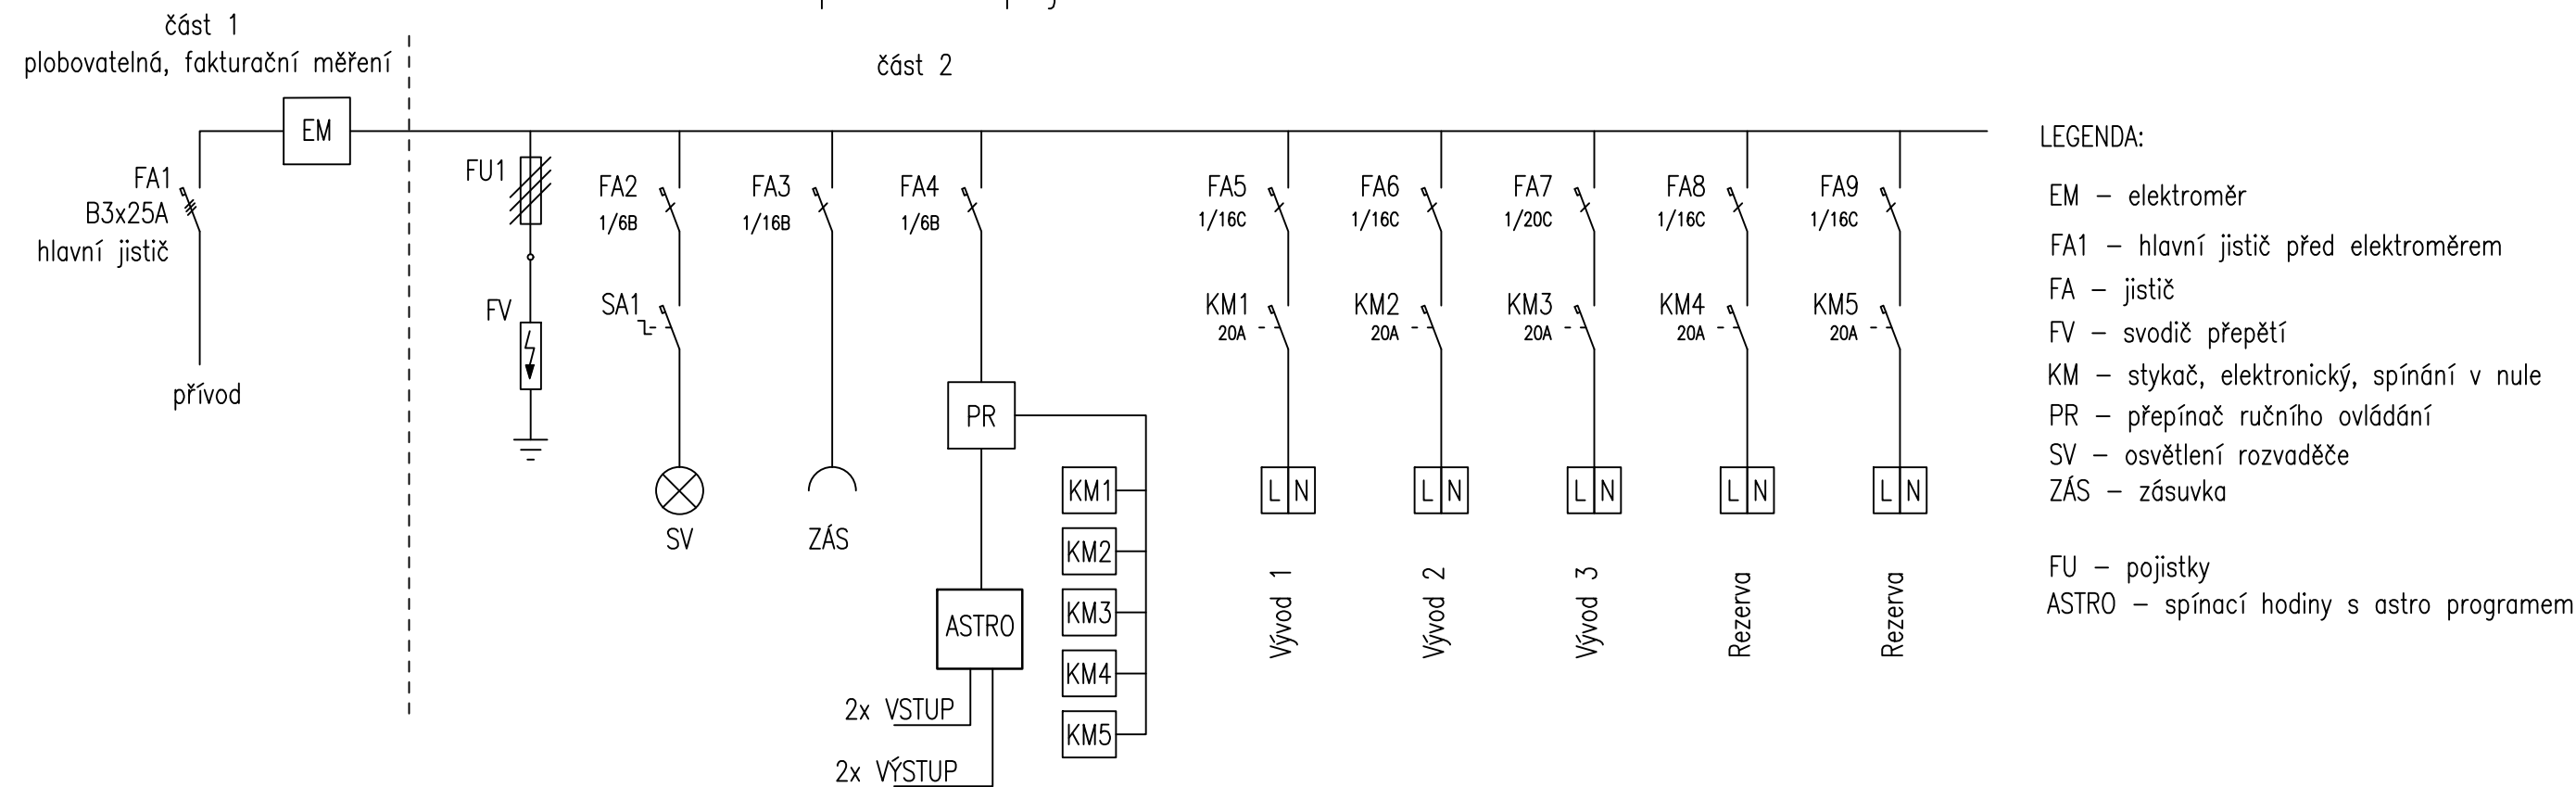 část 1
plobovatelná, fakturační měření
část 2
EM
FA1
B3x25A
hlavní jistič
přívod
FU1
FV
FA2
1/6B
SA1
SV
FA3
1/16B
ZÁS
FA4
1/6B
PR
ASTRO
2x VSTUP
2x VÝSTUP
KM1
KM2
KM3
KM4
KM5
FA5
1/16C
KM1
20A
L N
Vývod 1
FA6
1/16C
KM2
20A
L N
Vývod 2
FA7
1/20C
KM3
20A
L N
Vývod 3
FA8
1/16C
KM4
20A
L N
Rezerva
FA9
1/16C
KM5
20A
L N
Rezerva
LEGENDA:
EM – elektroměr
FA1 – hlavní jistič před elektroměrem
FA – jistič
FV – svodič přepětí
KM – stykač, elektronický, spínání v nule
PR – přepínač ručního ovládání
SV – osvětlení rozvaděče
ZÁS – zásuvka
FU – pojistky
ASTRO – spínací hodiny s astro programem